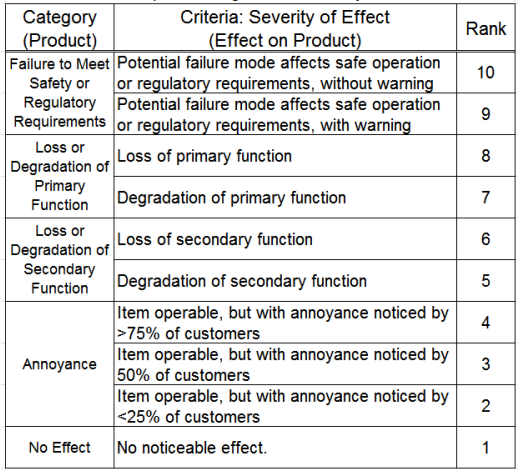 Category
(Product)
Criteria: Severity of Effect
(Effect on Product)
Rank
Failure to Meet
Safety or
Regulatory
Requirements
Potential failure mode affects safe operation
or regulatory requirements, without warning
10
Potential failure mode affects safe operation
or regulatory requirements, with warning
9
Loss or
Degradation of
Primary
Function
Loss of primary function
8
Degradation of primary function
7
Loss or
Degradation of
Secondary
Function
Loss of secondary function
6
Degradation of secondary function
5
Annoyance
Item operable, but with annoyance noticed by
>75% of customers
4
Item operable, but with annoyance noticed by
50% of customers
3
Item operable, but with annoyance noticed by
<25% of customers
2
No Effect
No noticeable effect.
1